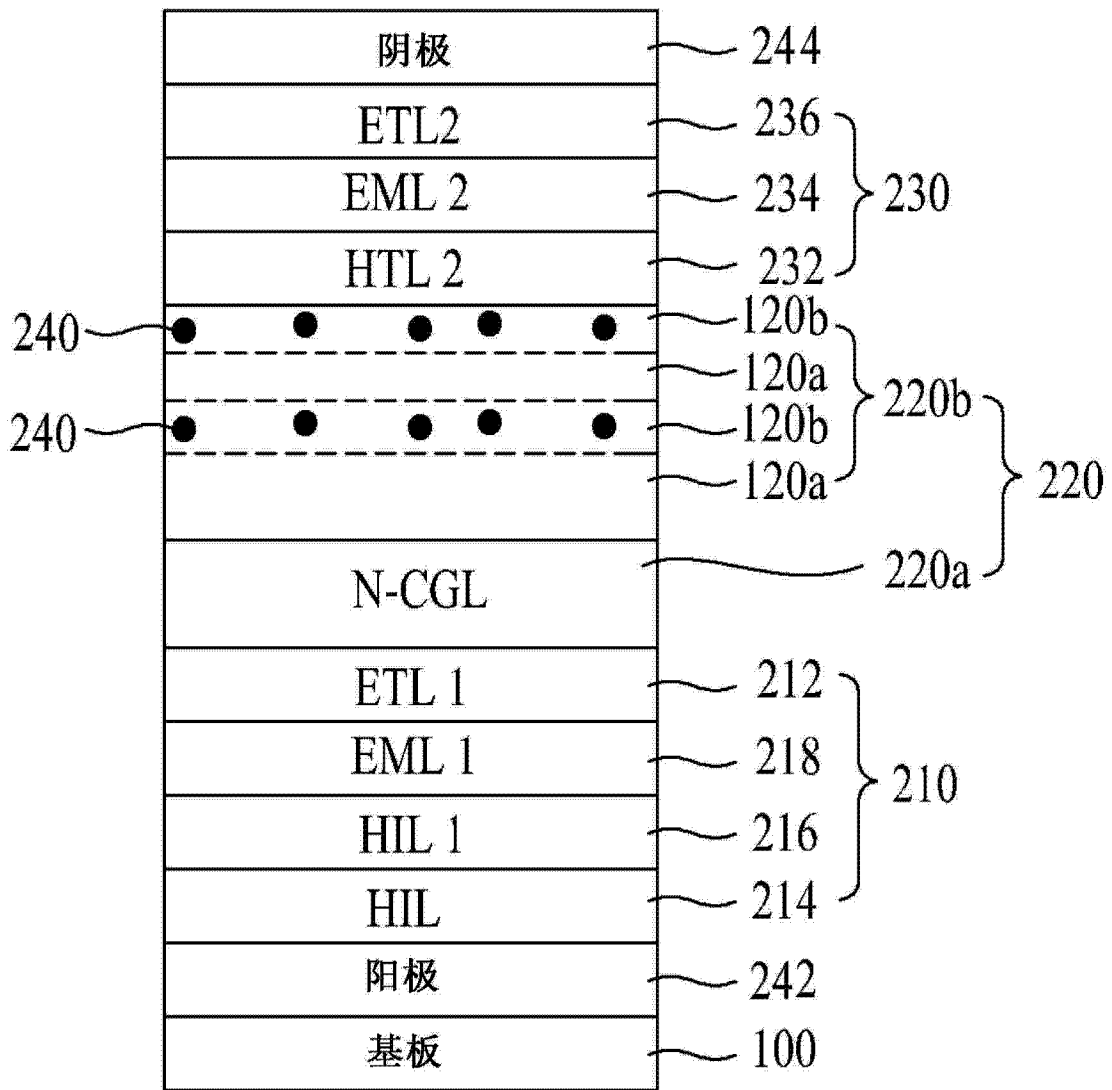 阴极 244
ETL2 236
EML 2 234 230
HTL 2 232
240 120b
120a 220b
240 120b
120a 220
N-CGL 220a
ETL 1 212
EML 1 218 210
HIL 1 216
HIL 214
阳极 242
基板 100